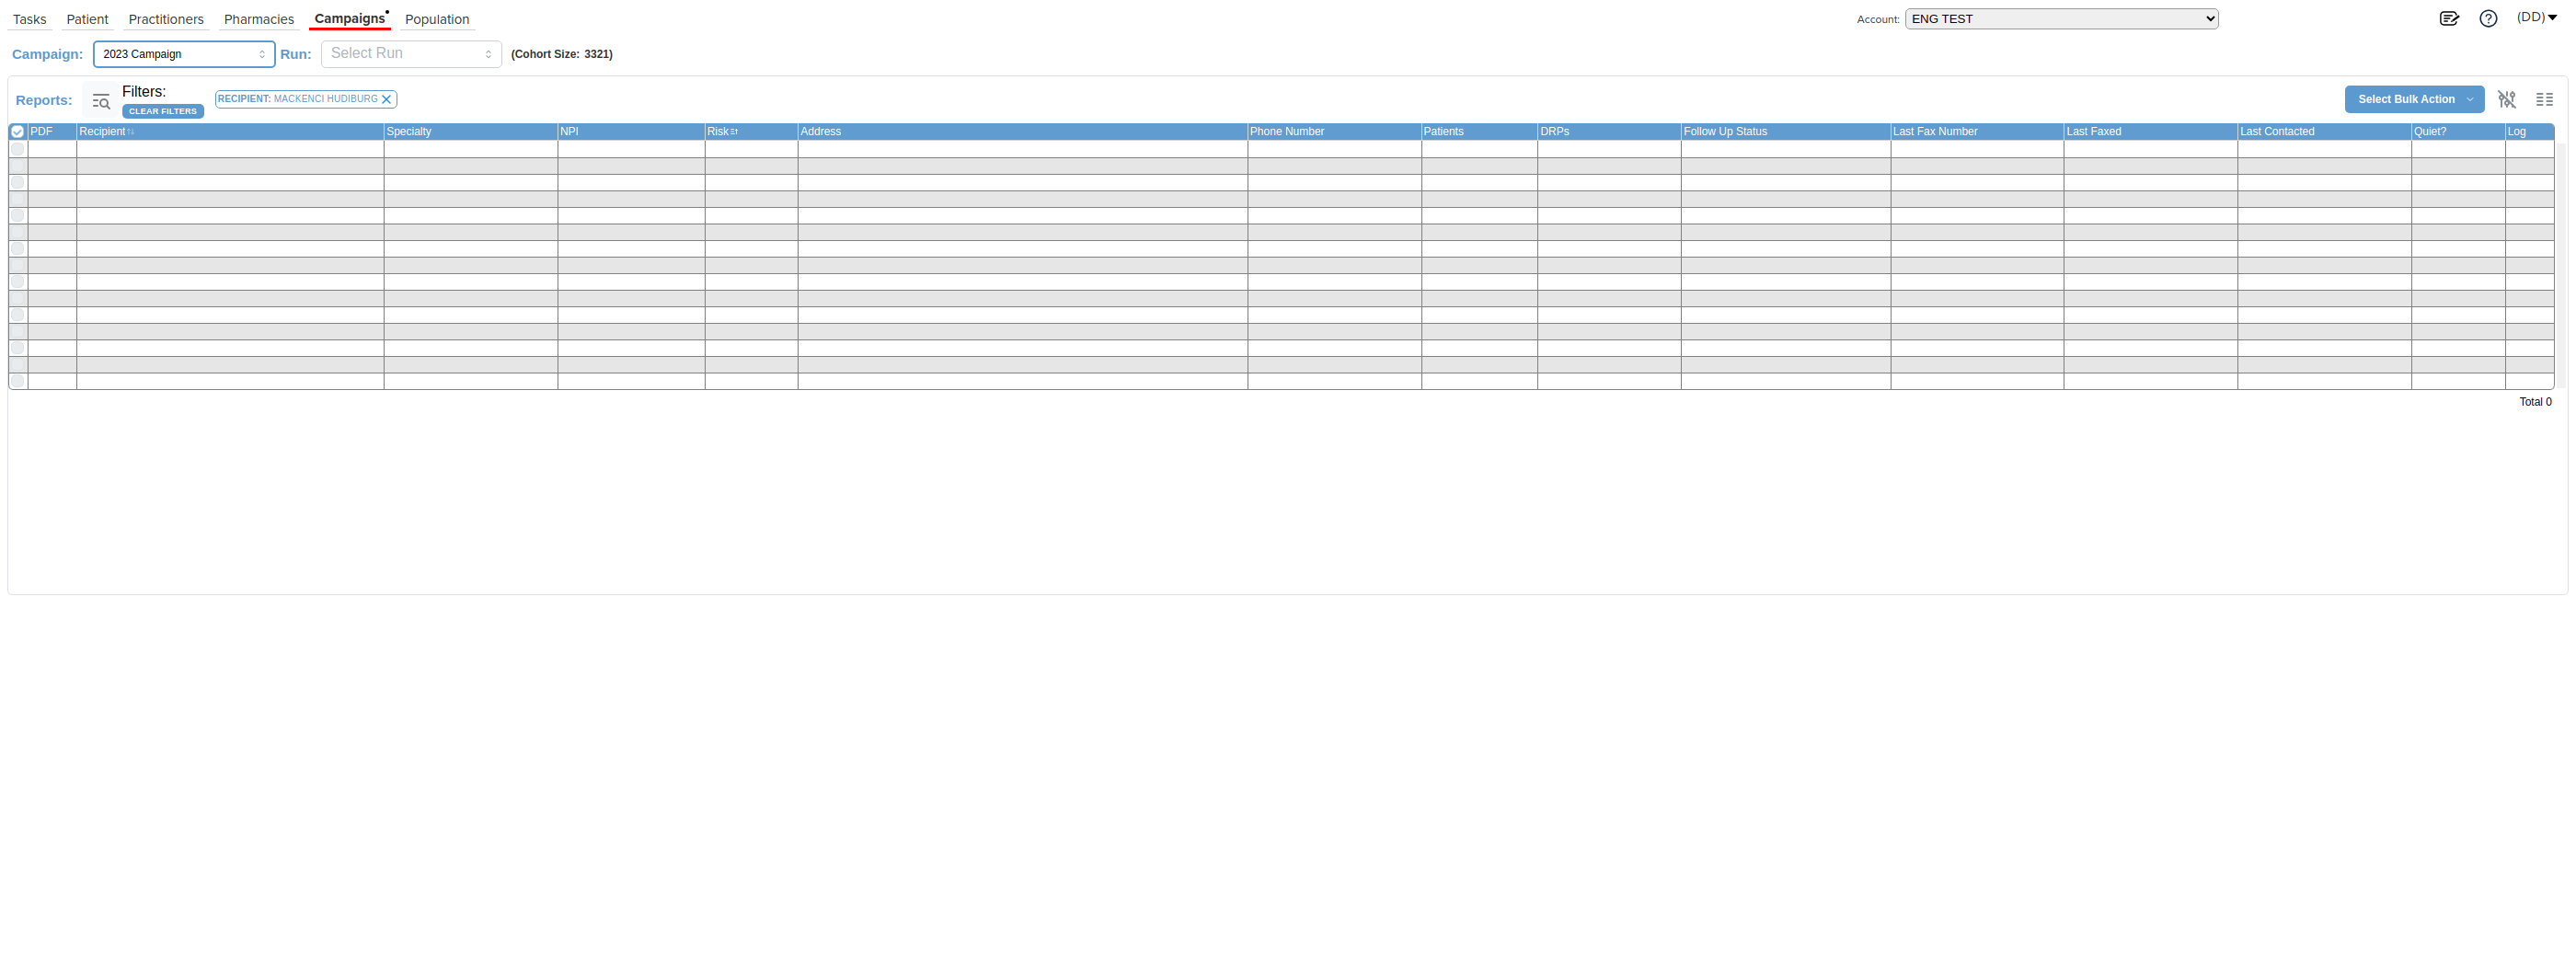 Tasks Patient Practitioners Pharmacies Campaigns Population Account: ENG TEST (DD)
Campaign: 2023 Campaign Run: Select Run (Cohort Size: 3321)
Reports: Filters: CLEAR FILTERS RECIPIENT: MACKENCI HUDIBURG Select Bulk Action
PDF Recipient Specialty NPI Risk Address Phone Number Patients DRPs Follow Up Status Last Fax Number Last Faxed Last Contacted Quiet? Log
Total 0